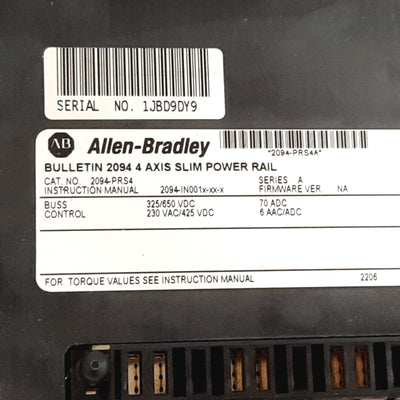 SERIAL NO. 1JBD9DY9
AB Allen-Bradley
*2094-PRS4A*
BULLETIN 2094 4 AXIS SLIM POWER RAIL
CAT. NO. 2094-PRS4 SERIES A
INSTRUCTION MANUAL 2094-IN001x-xx-x FIRMWARE VER NA
BUSS 325/650 VDC 70 ADC
CONTROL 230 VAC/425 VDC 6 AAC/ADC
FOR TORQUE VALUES SEE INSTRUCTION MANUAL 2206